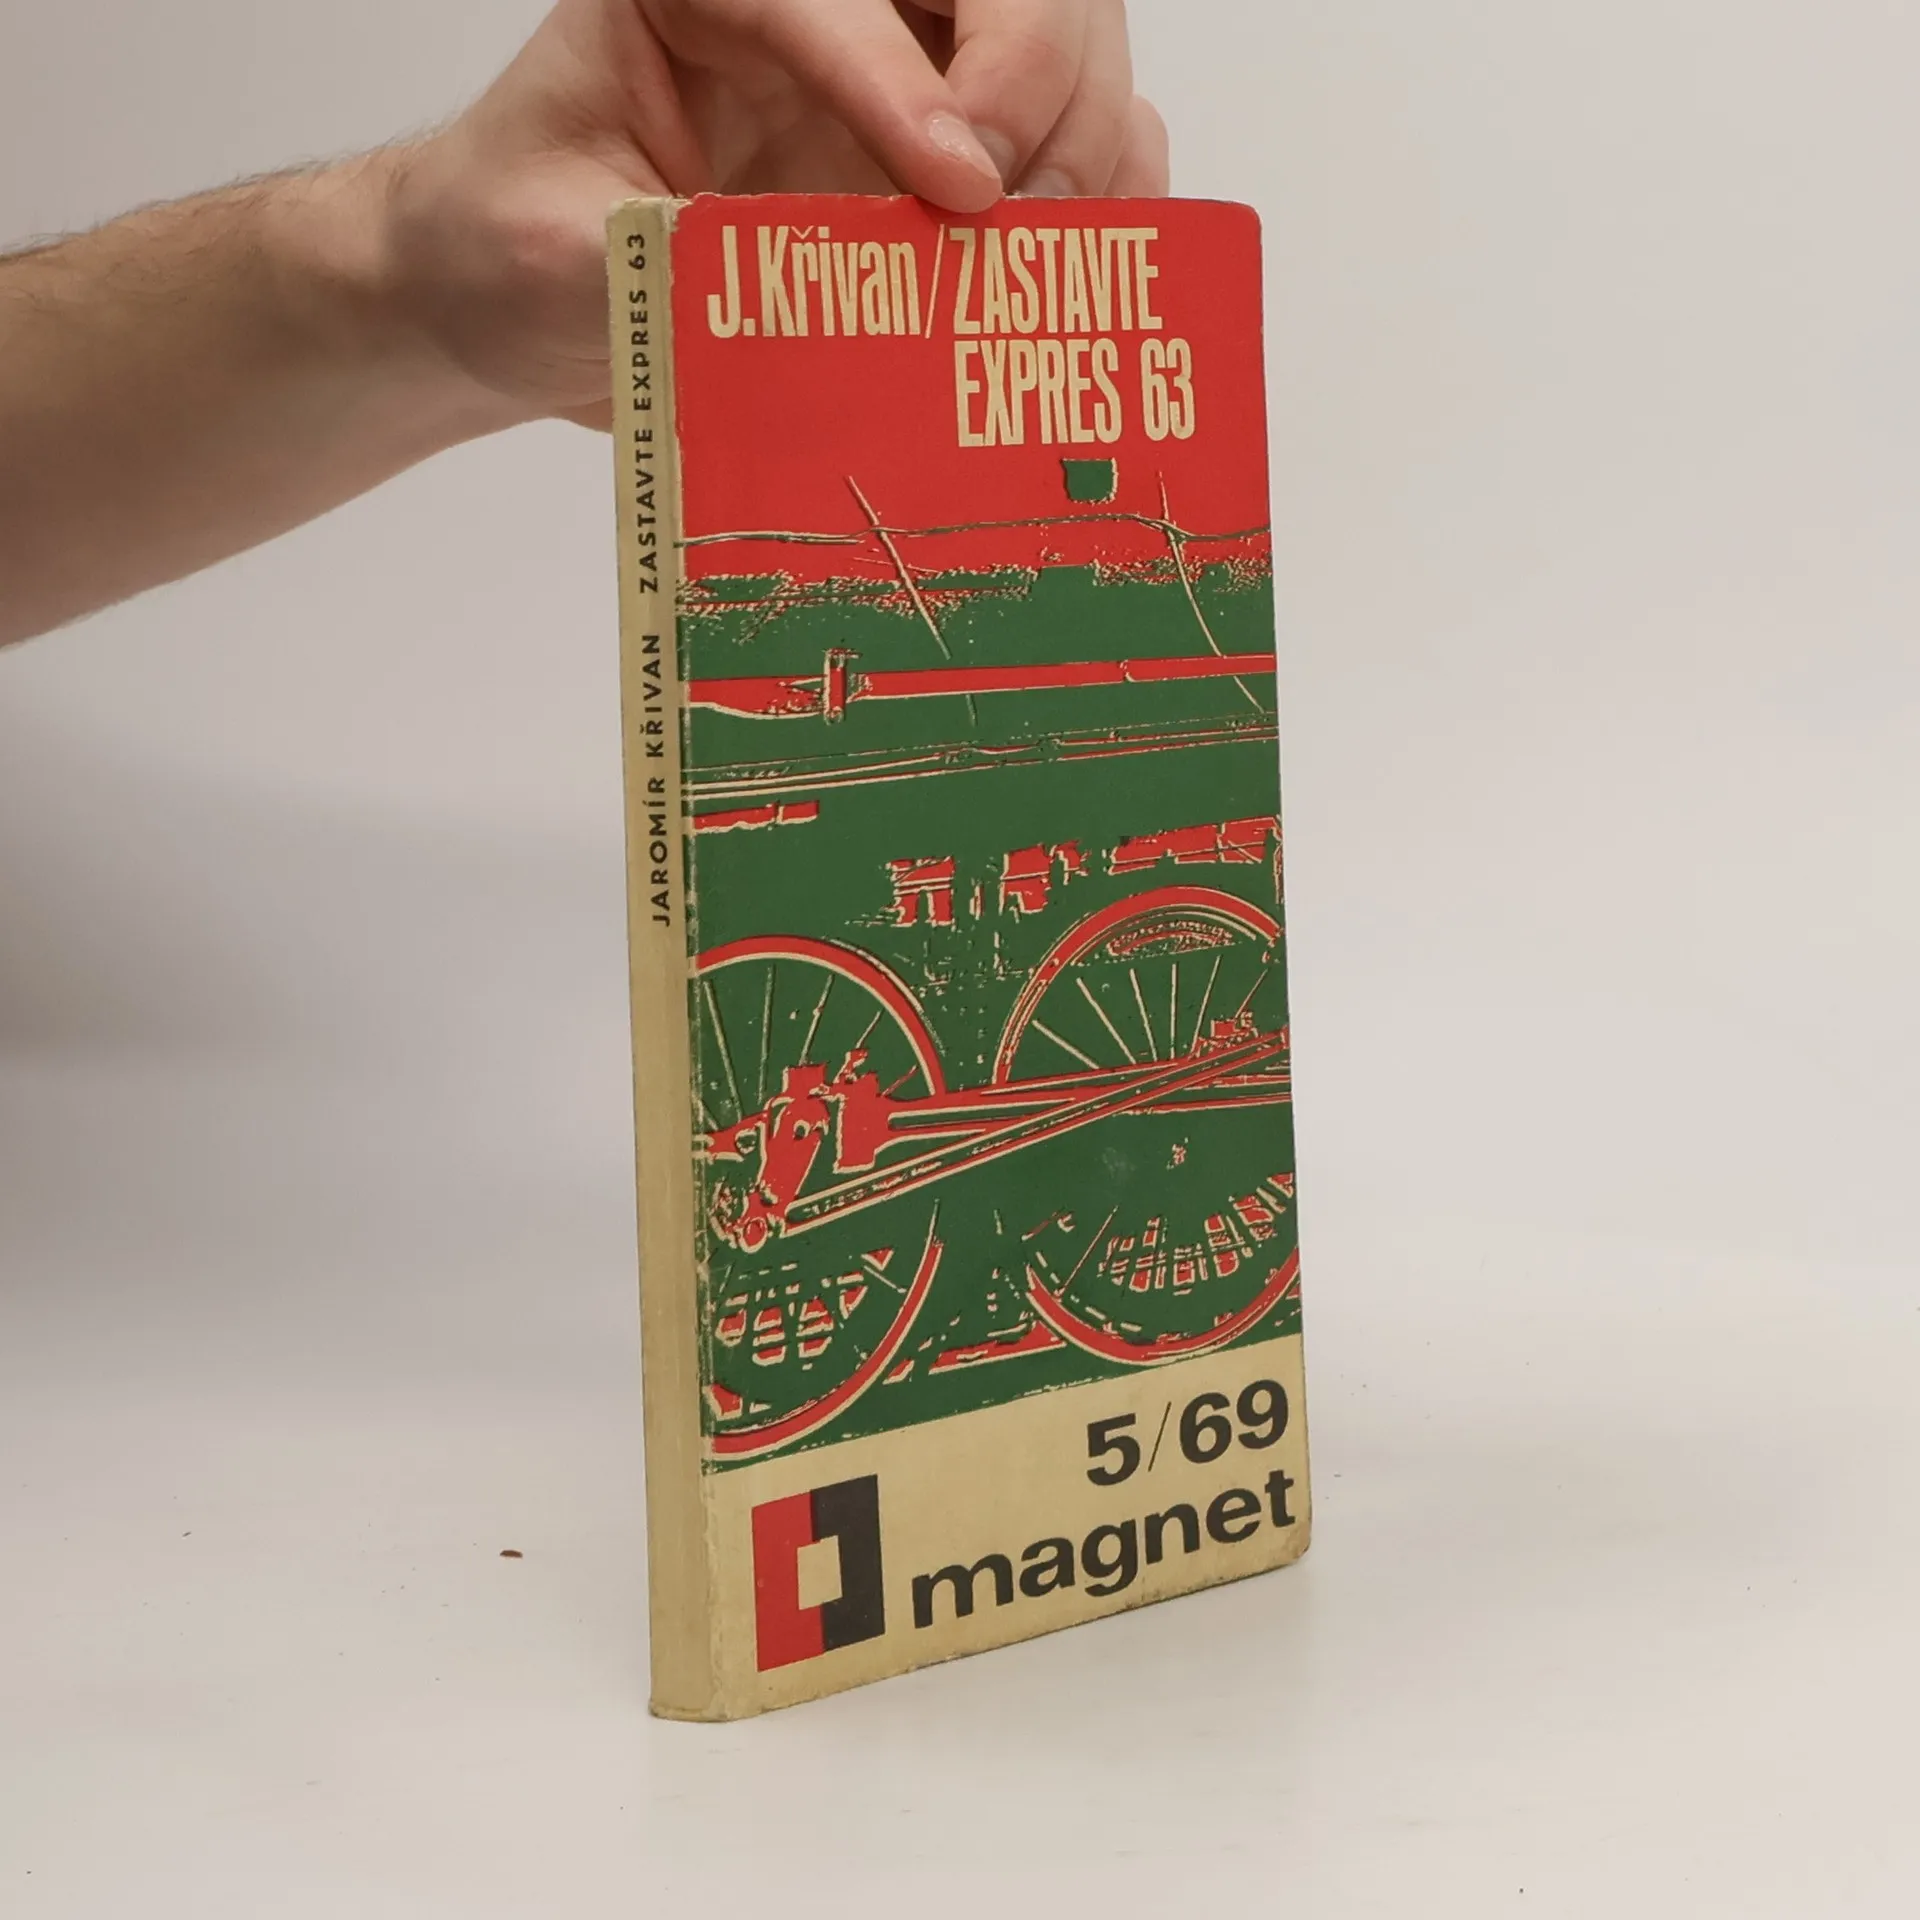 J. Křivan / ZASTAVTE
EXPRES 63
JAROMÍR KŘIVAN ZASTAVTE EXPRES 63
5/69
magnet